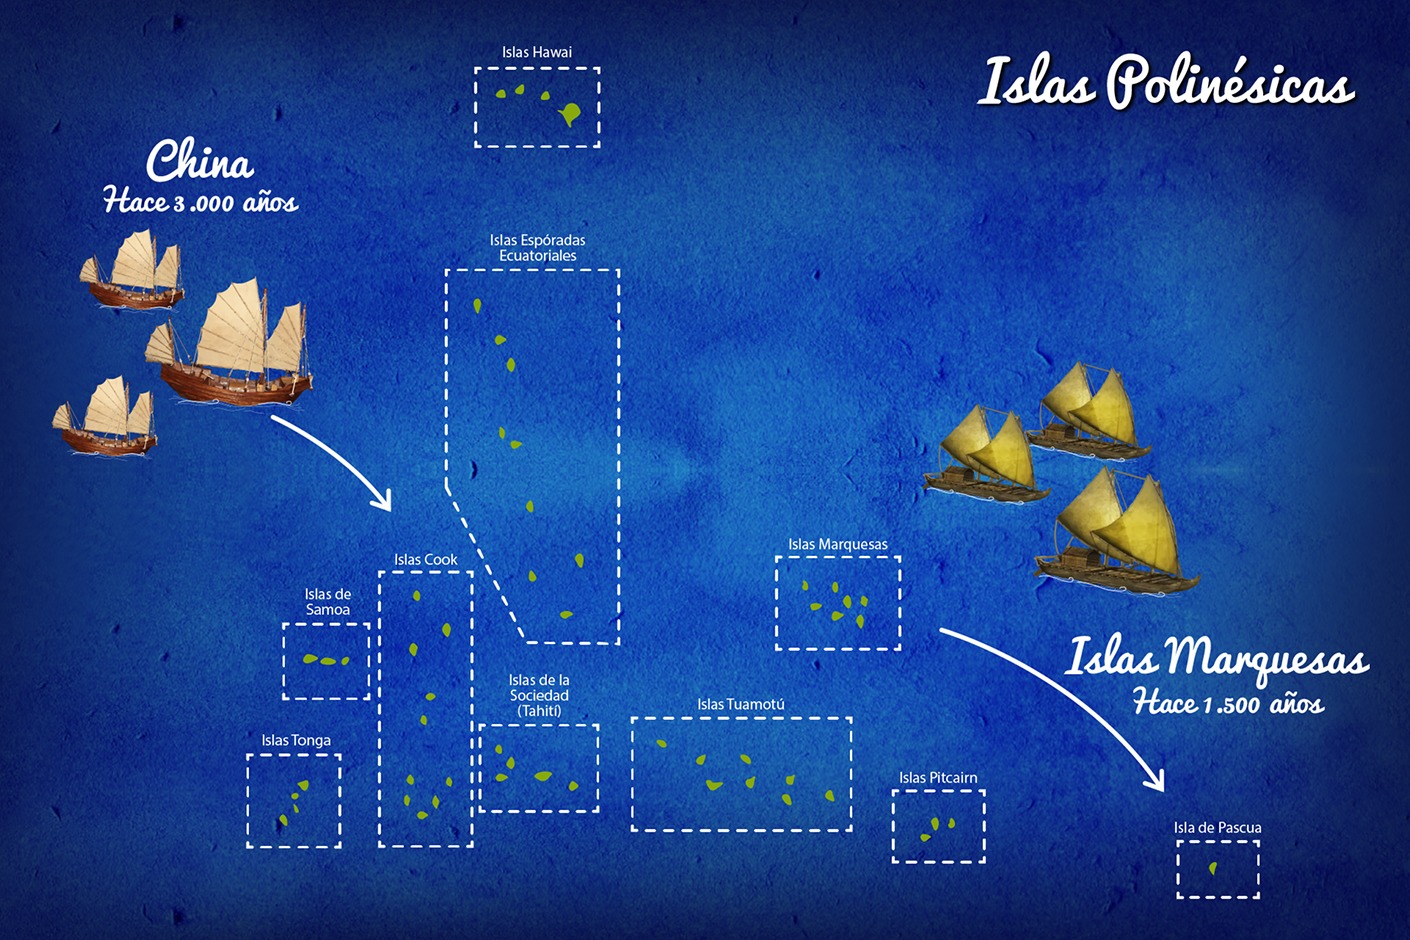 Islas Hawai
Islas Polinésicas
China
Hace 3.000 años
Islas Espóradas
Ecuatoriales
Islas Marquesas
Islas Cook
Islas de
Samoa
Islas Marquesas
Hace 1.500 años
Islas de la
Sociedad
(Tahití)
Islas Tuamotú
Islas Tonga
Islas Pitcairn
Isla de Pascua